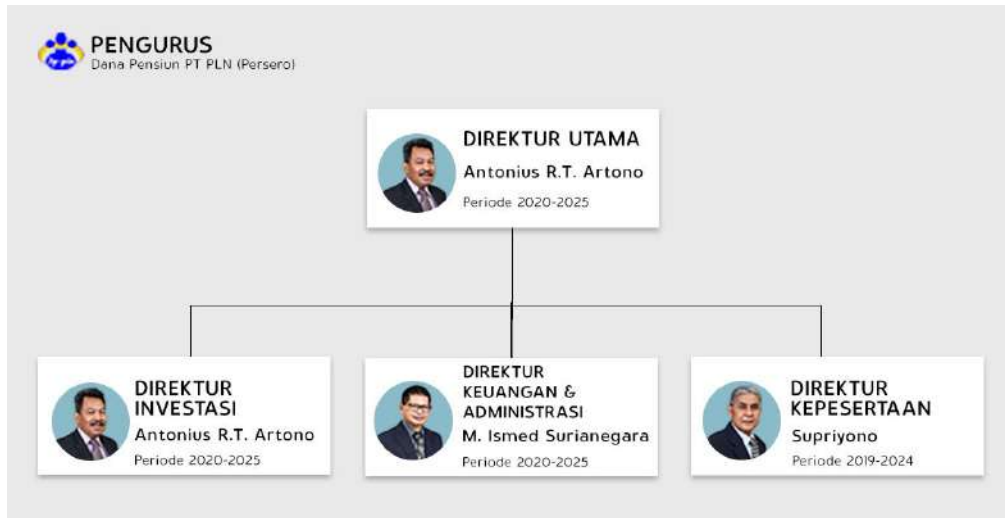 PENGURUS
Dana Pensiun PT PLN (Persero)
DIREKTUR UTAMA
Antonius R.T. Artono
Periode 2020-2025
DIREKTUR
INVESTASI
Antonius R.T. Artono
Periode 2020-2025
DIREKTUR
KEUANGAN &
ADMINISTRASI
M. Ismed Surianegara
Periode 2020-2025
DIREKTUR
KEPESERTAAN
Supriyono
Periode 2019-2024